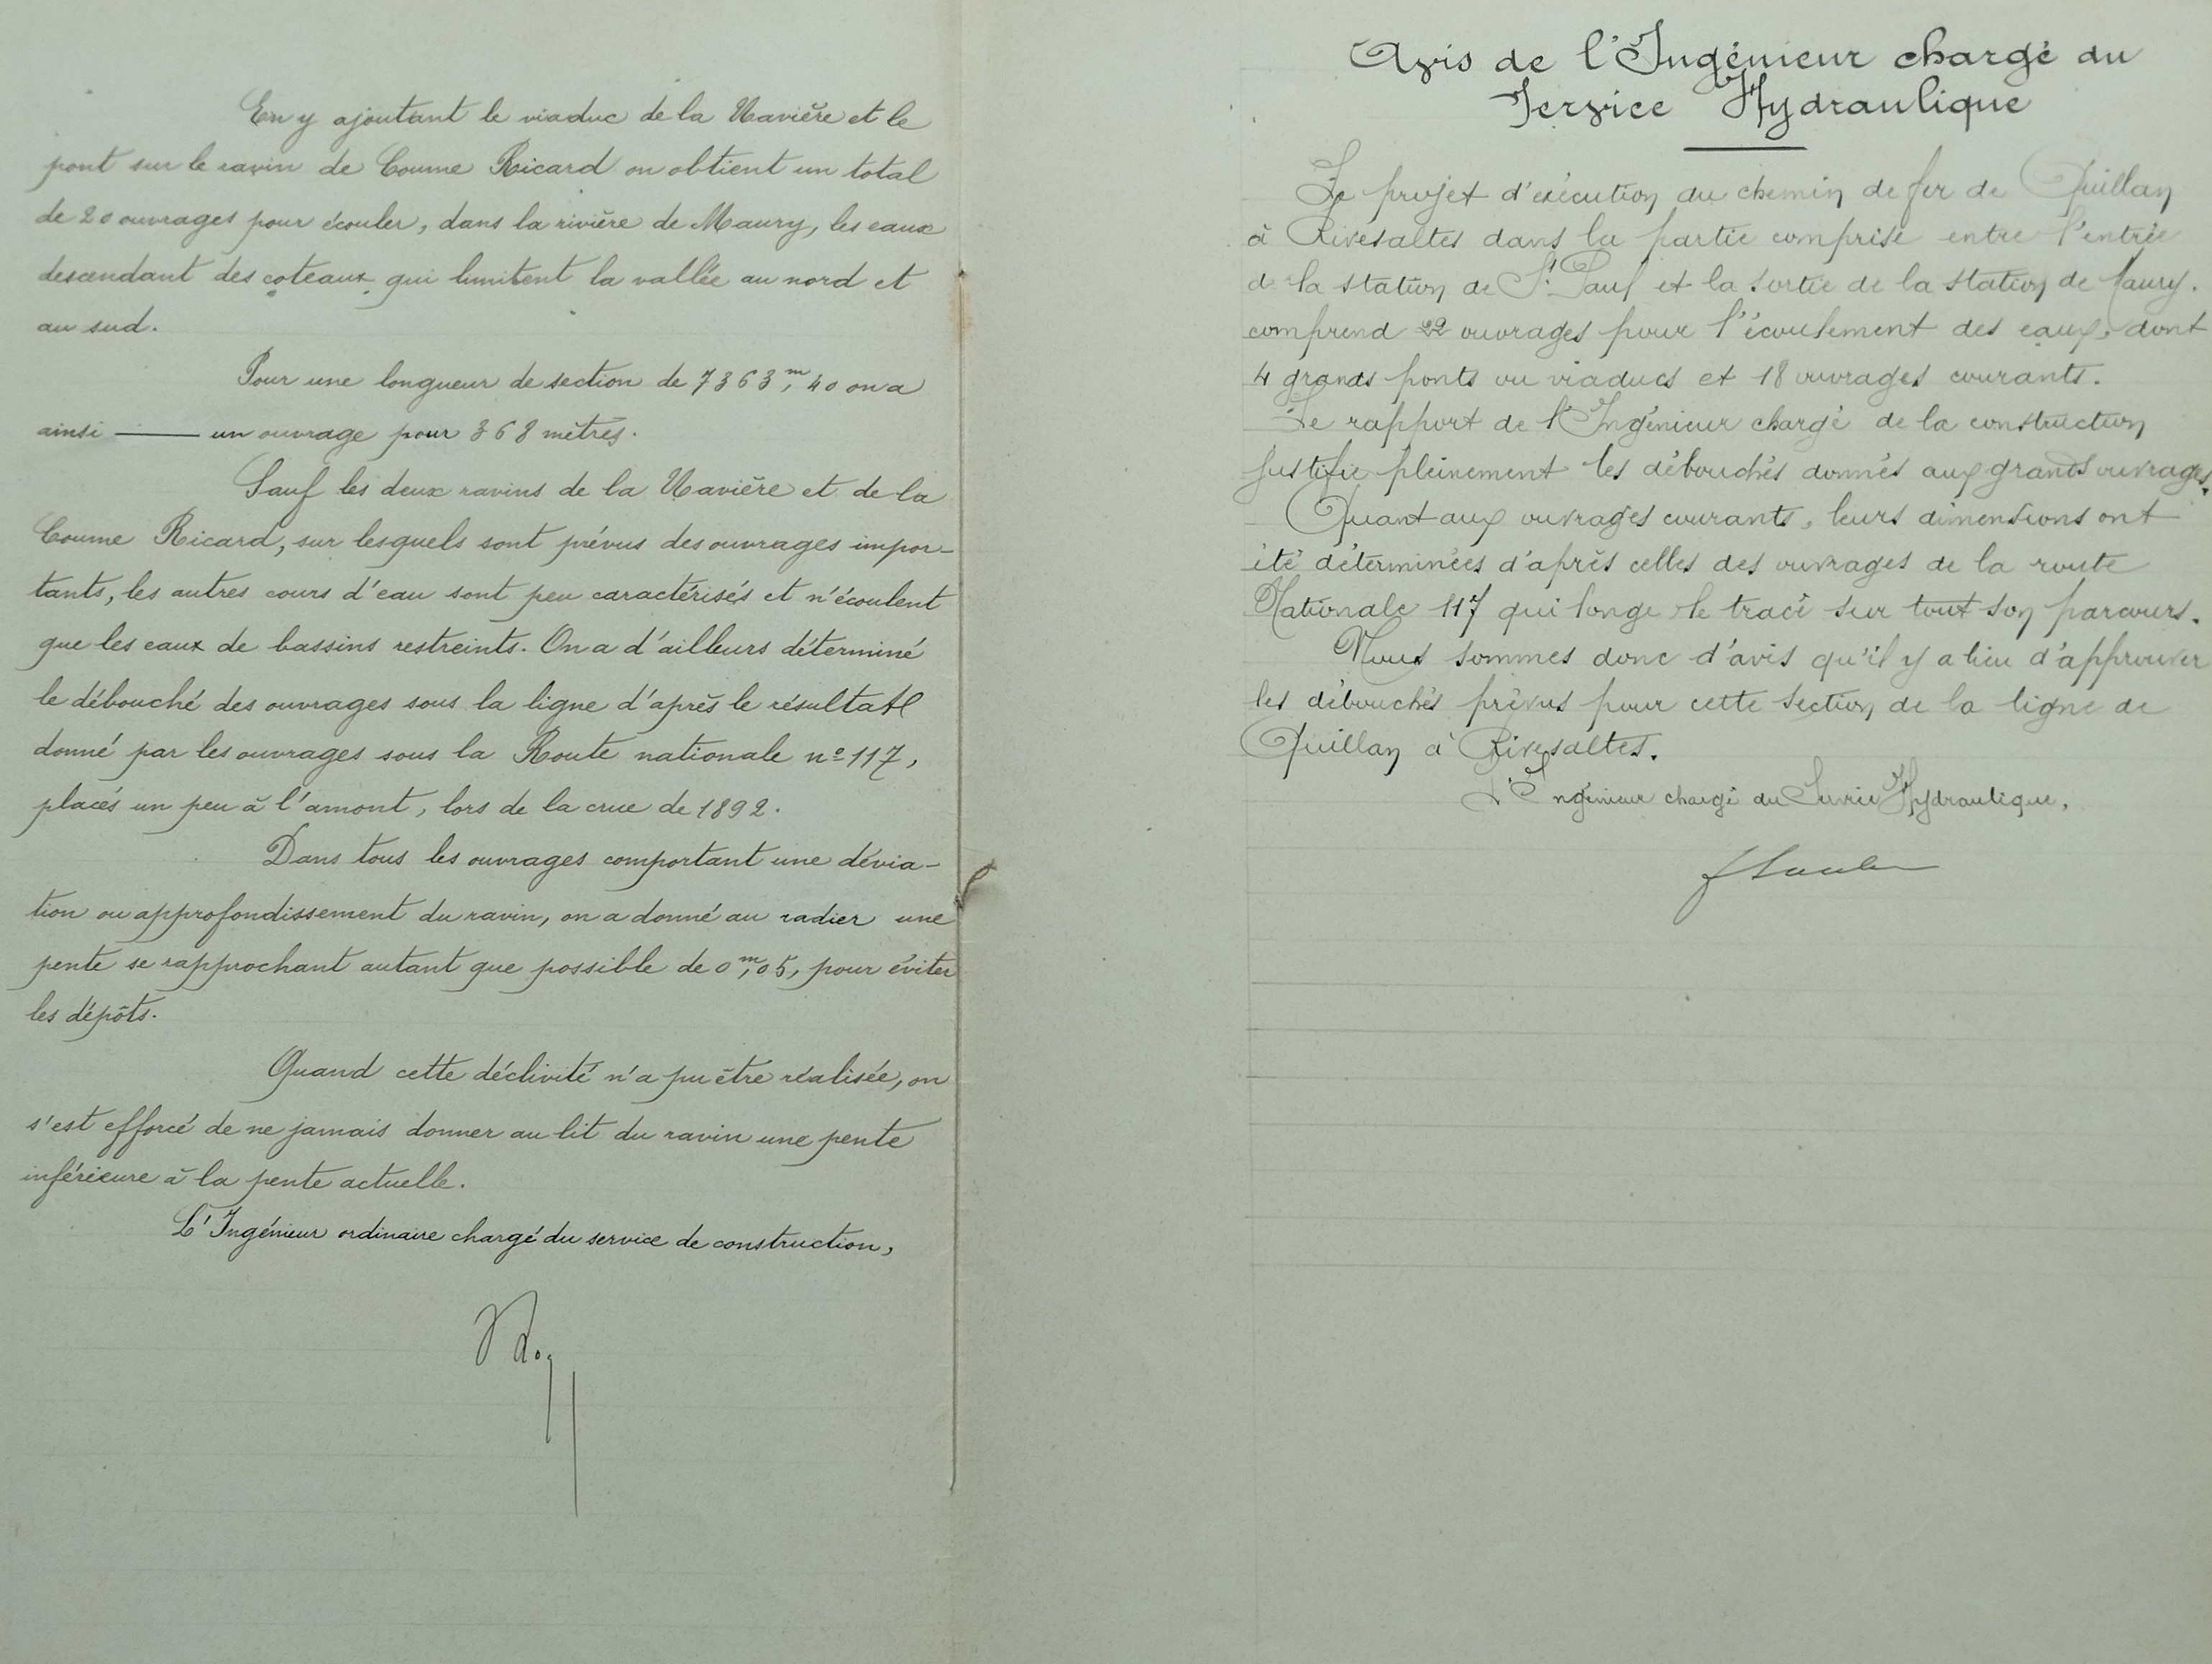 En y ajoutant le viaduc de la Navière et le
pont sur le ravin de Coume Ricard on obtient un total
de 20 ouvrages pour écouler, dans la rivière de Maury, les eaux
descendant des coteaux qui limitent la vallée au nord et
au sud.
Pour une longueur de section de 7363m,40 on a
ainsi —— un ouvrage pour 368 mètres.
Sauf les deux ravins de la Navière et de la
Coume Ricard, sur lesquels sont prévus des ouvrages impor-
tants, les autres cours d'eau sont peu caractérisés et n'écoulent
que les eaux de bassins restreints. On a d'ailleurs déterminé
le débouché des ouvrages sous la ligne d'après le résultat
donné par les ouvrages sous la Route nationale nº 117,
placés un peu à l'amont, lors de la crue de 1892.
Dans tous les ouvrages comportant une dévia-
tion ou approfondissement du ravin, on a donné au radier une
pente se rapprochant autant que possible de 0m,05, pour éviter
les dépôts.
Quand cette déclivité n'a pu être réalisée, on
s'est efforcé de ne jamais donner au lit du ravin une pente
inférieure à la pente actuelle.
L'Ingénieur ordinaire chargé du service de construction,
Avis de l'Ingénieur chargé du
Service Hydraulique
Le projet d'exécution du chemin de fer de Quillan
à Rivesaltes dans la partie comprise entre l'entrée
de la station de St Paul et la sortie de la station de Maury.
comprend 22 ouvrages pour l'écoulement des eaux, dont
4 grands ponts ou viaducs et 18 ouvrages courants.
Le rapport de l'Ingénieur chargé de la construction
justifie pleinement les débouchés donnés aux grands ouvrages.
Quant aux ouvrages courants, leurs dimensions ont
été déterminées d'après celles des ouvrages de la route
Nationale 117 qui longe le tracé sur tout son parcours.
Nous sommes donc d'avis qu'il y a lieu d'approuver
les débouchés prévus pour cette section de la ligne de
Quillan à Rivesaltes.
L'Ingénieur chargé du Service Hydraulique,